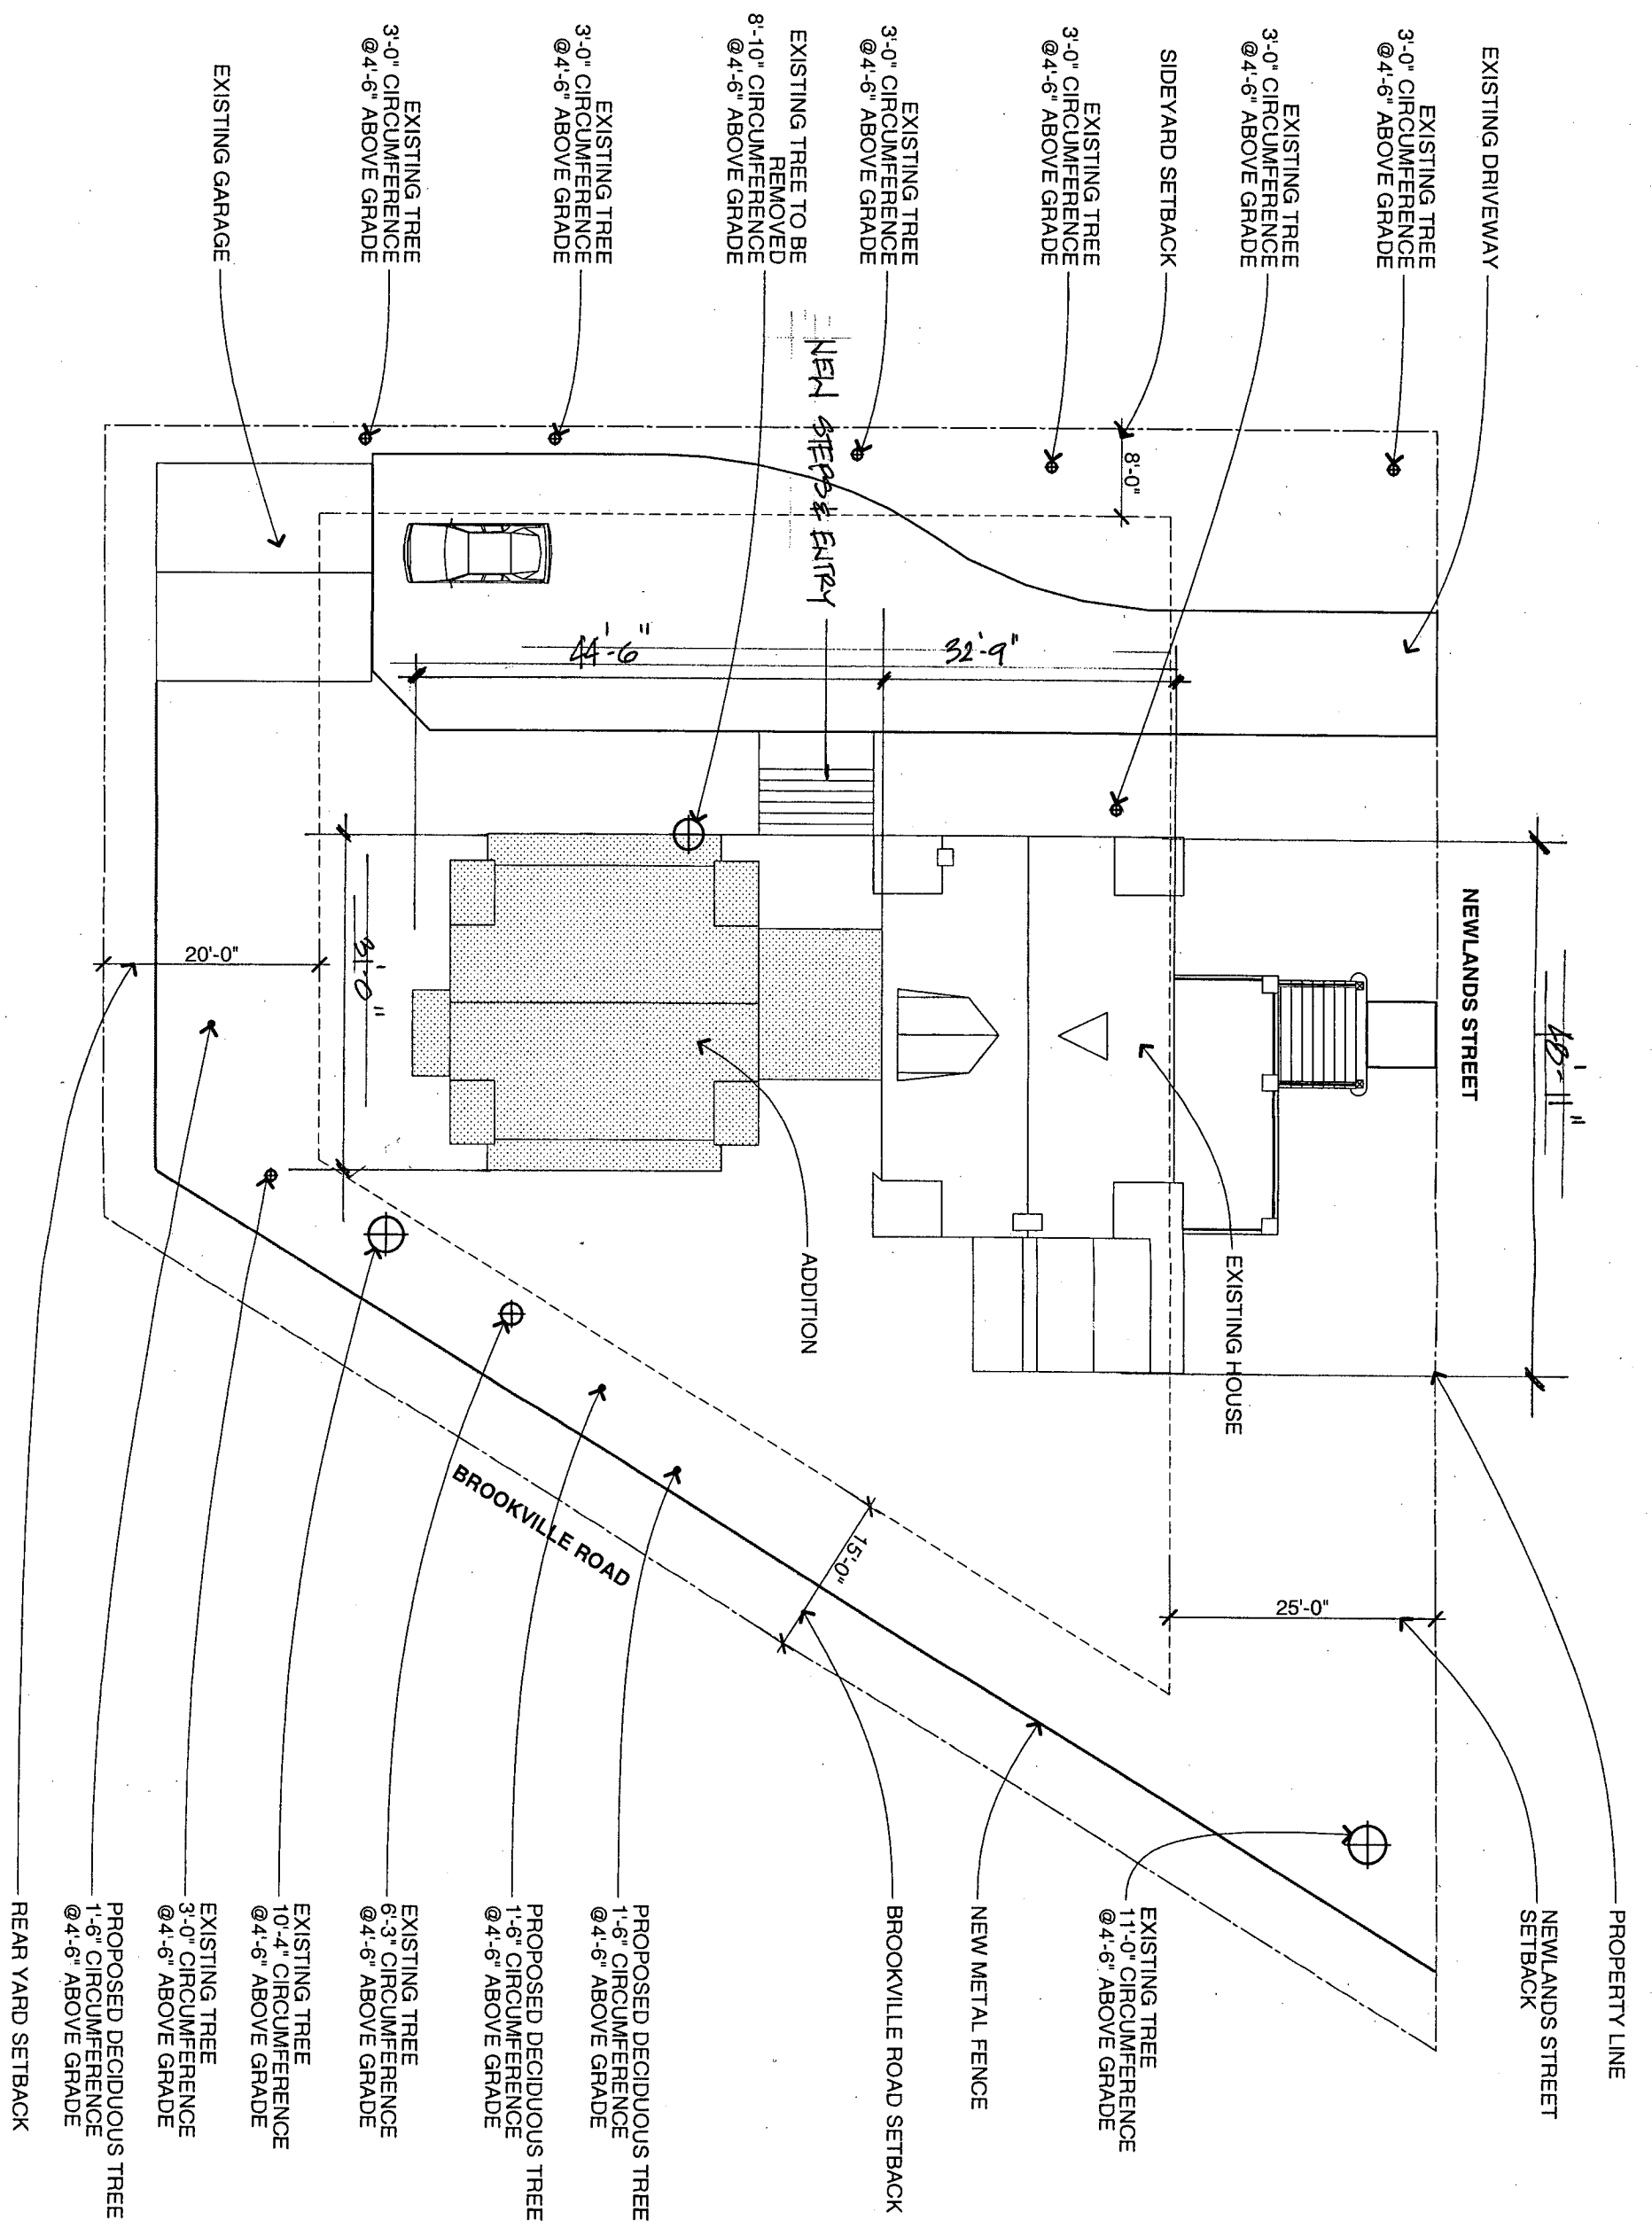 EXISTING DRIVEWAY
EXISTING TREE
3'-0" CIRCUMFERENCE
@4'-6" ABOVE GRADE
EXISTING TREE
3'-0" CIRCUMFERENCE
@4'-6" ABOVE GRADE
SIDEYARD SETBACK
EXISTING TREE
3'-0" CIRCUMFERENCE
@4'-6" ABOVE GRADE
EXISTING TREE
3'-0" CIRCUMFERENCE
@4'-6" ABOVE GRADE
EXISTING TREE TO BE
REMOVED
8'-10" CIRCUMFERENCE
@4'-6" ABOVE GRADE
EXISTING TREE
3'-0" CIRCUMFERENCE
@4'-6" ABOVE GRADE
EXISTING TREE
3'-0" CIRCUMFERENCE
@4'-6" ABOVE GRADE
EXISTING GARAGE
NEW STEPS & ENTRY
8'-0"
44'-6"
32'-9"
NEWLANDS STREET
48'-11"
31'-0"
20'-0"
ADDITION
EXISTING HOUSE
BROOKVILLE ROAD
15'-0"
25'-0"
PROPERTY LINE
NEWLANDS STREET
SETBACK
EXISTING TREE
11'-0" CIRCUMFERENCE
@4'-6" ABOVE GRADE
NEW METAL FENCE
BROOKVILLE ROAD SETBACK
PROPOSED DECIDUOUS TREE
1'-6" CIRCUMFERENCE
@4'-6" ABOVE GRADE
PROPOSED DECIDUOUS TREE
1'-6" CIRCUMFERENCE
@4'-6" ABOVE GRADE
EXISTING TREE
6'-3" CIRCUMFERENCE
@4'-6" ABOVE GRADE
EXISTING TREE
10'-4" CIRCUMFERENCE
@4'-6" ABOVE GRADE
EXISTING TREE
3'-0" CIRCUMFERENCE
@4'-6" ABOVE GRADE
PROPOSED DECIDUOUS TREE
1'-6" CIRCUMFERENCE
@4'-6" ABOVE GRADE
REAR YARD SETBACK